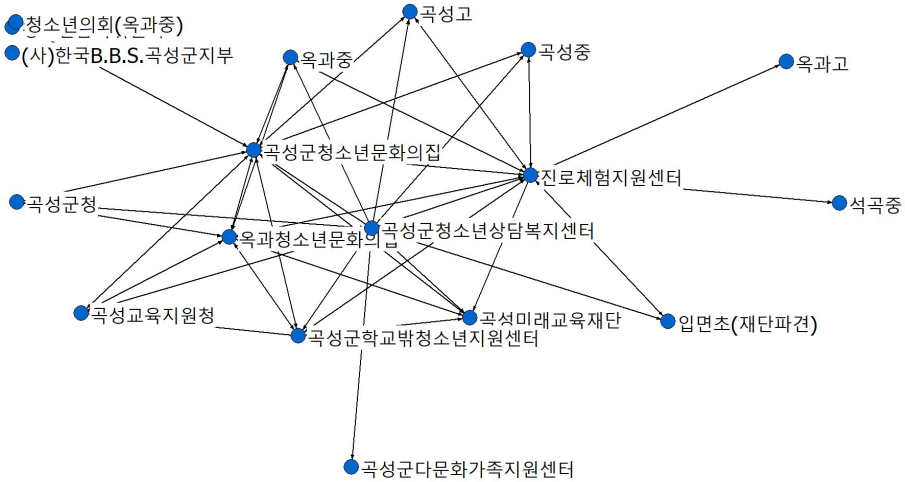 청소년의회(옥과중)
(사)한국B.B.S.곡성군지부
곡성고
옥과중
곡성중
옥과고
곡성군청소년문화의집
진로체험지원센터
곡성군청
석곡중
옥과청소년문화의집
곡성군청소년상담복지센터
곡성교육지원청
곡성미래교육재단
입면초(재단파견)
곡성군학교밖청소년지원센터
곡성군다문화가족지원센터